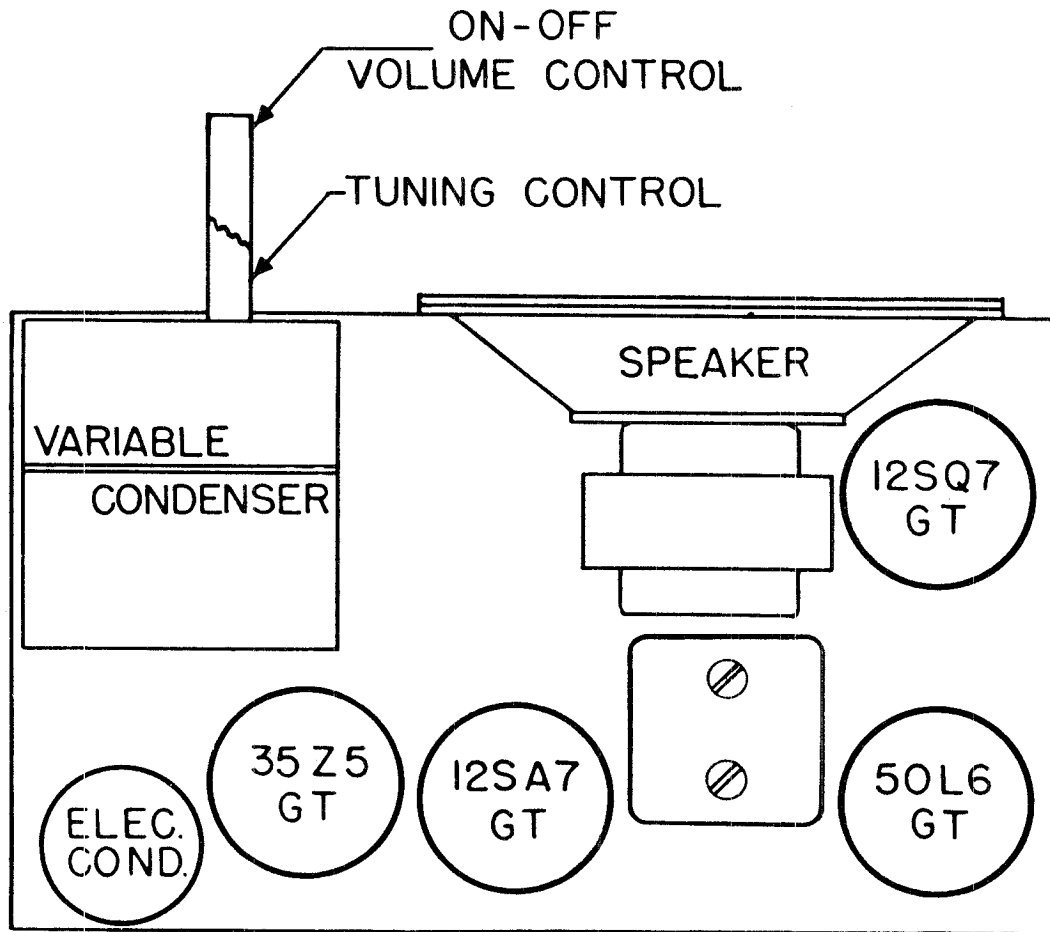 ON-OFF
VOLUME CONTROL
TUNING CONTROL
SPEAKER
VARIABLE
CONDENSER
12SQ7
GT
35Z5
GT
12SA7
GT
50L6
GT
ELEC.
COND.